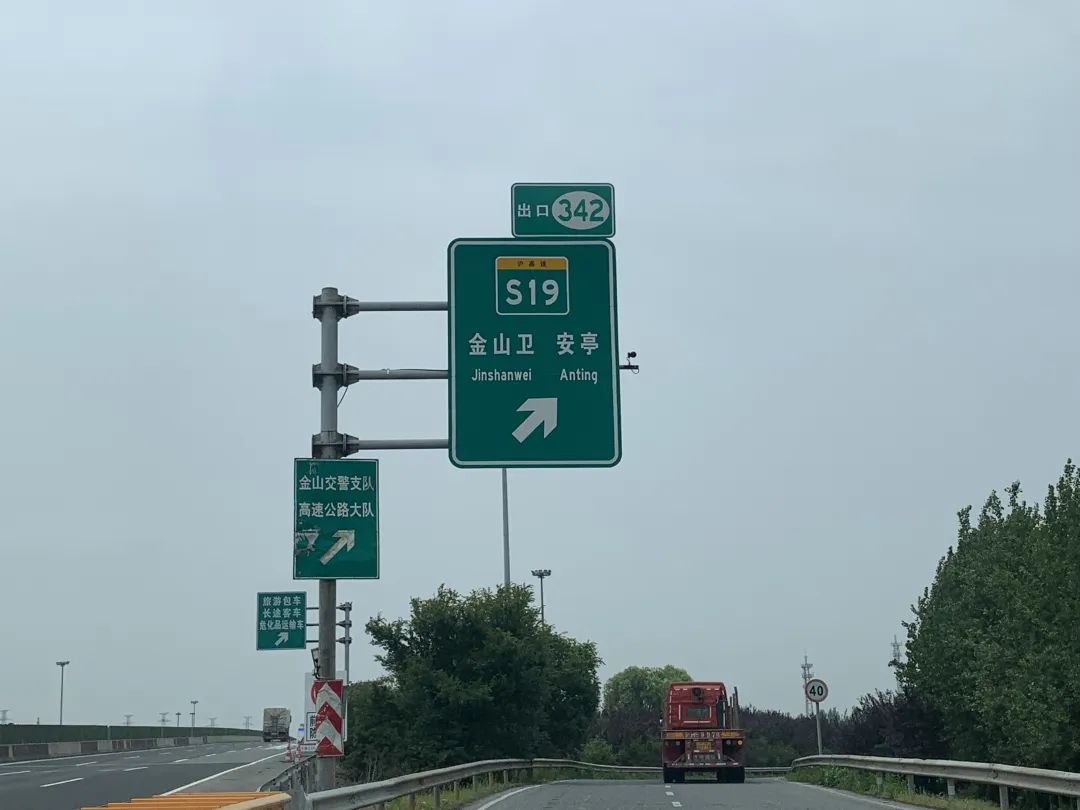 出口 342
沪高速
S19
金山卫 安亭
Jinshanwei Anting
金山交警支队
高速公路大队
旅游包车
长途客车
危化品运输车
40